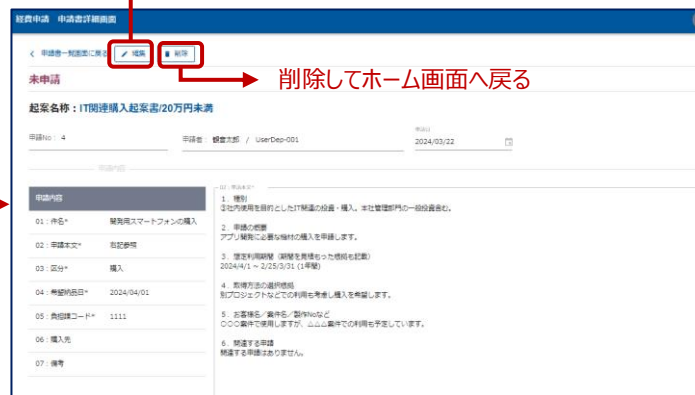 経費申請 申請書詳細画面
申請書一覧画面に戻る 編集 削除
削除してホーム画面へ戻る
未申請
起案名称：IT関連購入起案書/20万円未満
申請No： 4
申請者： 観音太郎 / UserDep-001
申請日
2024/03/22
申請内容
申請内容
01：件名* 開発用スマートフォンの購入
02：申請本文* 右記参照
03：区分* 購入
04：希望納品日* 2024/04/01
05：負担課コード* 1111
06：購入先
07：備考
02：申請本文*
1．種別
②社内使用を目的としたIT関連の投資・購入。本社管理部門の一般投資含む。
2．申請の概要
アプリ開発に必要な機材の購入を申請します。
3．想定利用期間（期間を見積もった根拠も記載）
2024/4/1 ~ 2/25/3/31 (1年間)
4．取得方法の選択根拠
別プロジェクトなどでの利用も考慮し購入を希望します。
5．お客様名／案件名／製作Noなど
○○○案件で使用しますが、△△△案件での利用も予定しています。
6．関連する申請
関連する申請はありません。